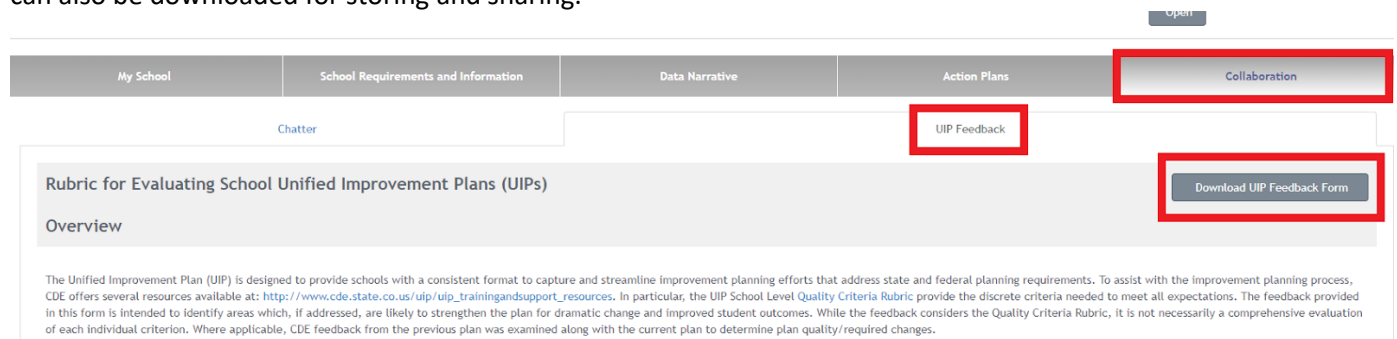 can also be downloaded for storing and sharing.
Open
My School
School Requirements and Information
Data Narrative
Action Plans
Collaboration
Chatter
UIP Feedback
Rubric for Evaluating School Unified Improvement Plans (UIPs)
Download UIP Feedback Form
Overview
The Unified Improvement Plan (UIP) is designed to provide schools with a consistent format to capture and streamline improvement planning efforts that address state and federal planning requirements. To assist with the improvement planning process,
CDE offers several resources available at: http://www.cde.state.co.us/uip/uip_trainingandsupport_resources. In particular, the UIP School Level Quality Criteria Rubric provide the discrete criteria needed to meet all expectations. The feedback provided
in this form is intended to identify areas which, if addressed, are likely to strengthen the plan for dramatic change and improved student outcomes. While the feedback considers the Quality Criteria Rubric, it is not necessarily a comprehensive evaluation
of each individual criterion. Where applicable, CDE feedback from the previous plan was examined along with the current plan to determine plan quality/required changes.